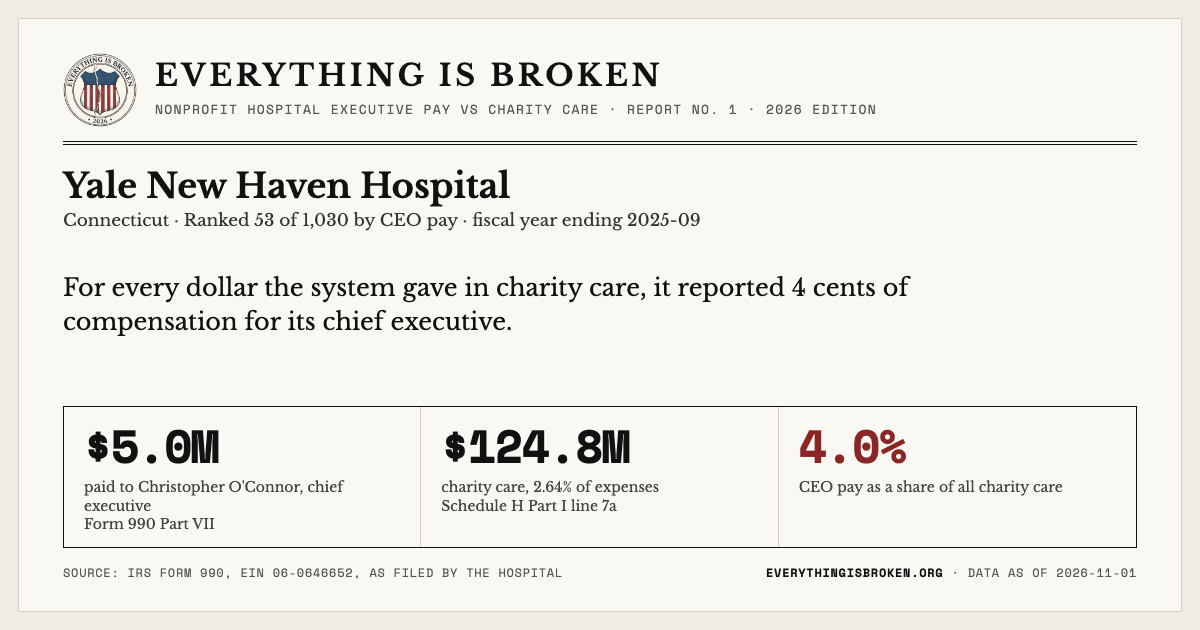 EVERYTHING IS BROKEN
2026
EVERYTHING IS BROKEN
NONPROFIT HOSPITAL EXECUTIVE PAY VS CHARITY CARE · REPORT NO. 1 · 2026 EDITION
Yale New Haven Hospital
Connecticut · Ranked 53 of 1,030 by CEO pay · fiscal year ending 2025-09
For every dollar the system gave in charity care, it reported 4 cents of
compensation for its chief executive.
$5.0M
paid to Christopher O'Connor, chief
executive
Form 990 Part VII
$124.8M
charity care, 2.64% of expenses
Schedule H Part I line 7a
4.0%
CEO pay as a share of all charity care
SOURCE: IRS FORM 990, EIN 06-0646652, AS FILED BY THE HOSPITAL
EVERYTHINGISBROKEN.ORG · DATA AS OF 2026-11-01